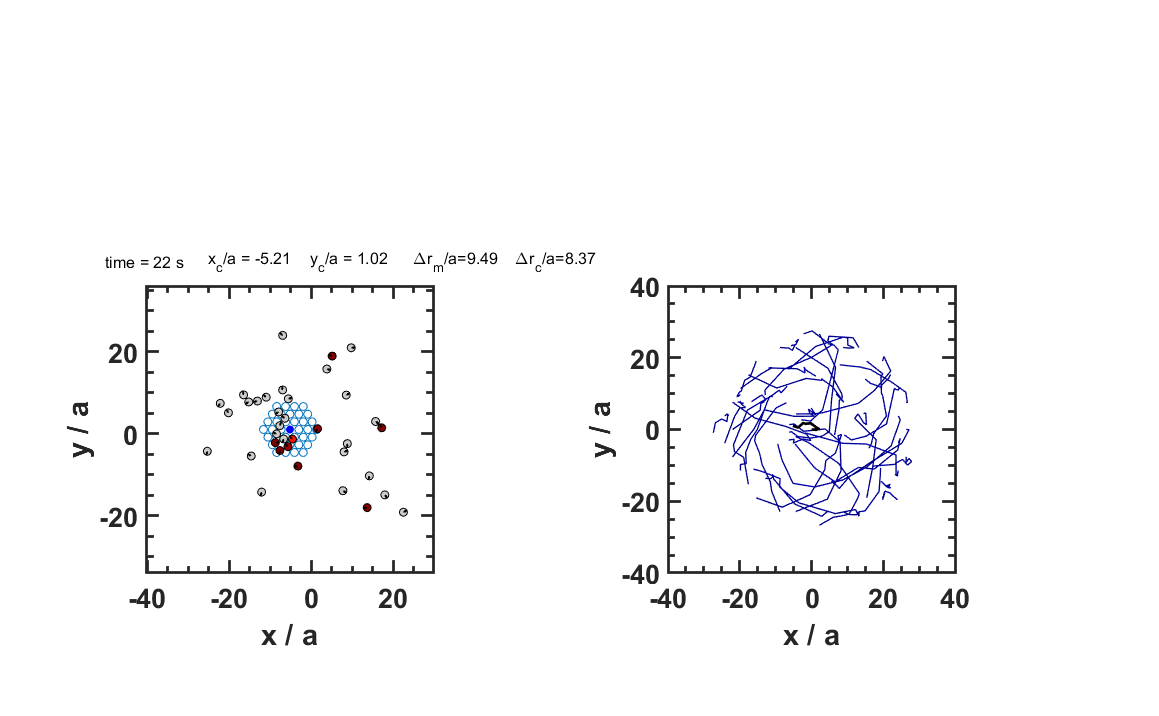 time = 22 s x_c/a = -5.21 y_c/a = 1.02 Δr_m/a=9.49 Δr_c/a=8.37
20
0
-20
y / a
-40 -20 0 20
x / a
40
20
0
-20
-40
y / a
-40 -20 0 20 40
x / a